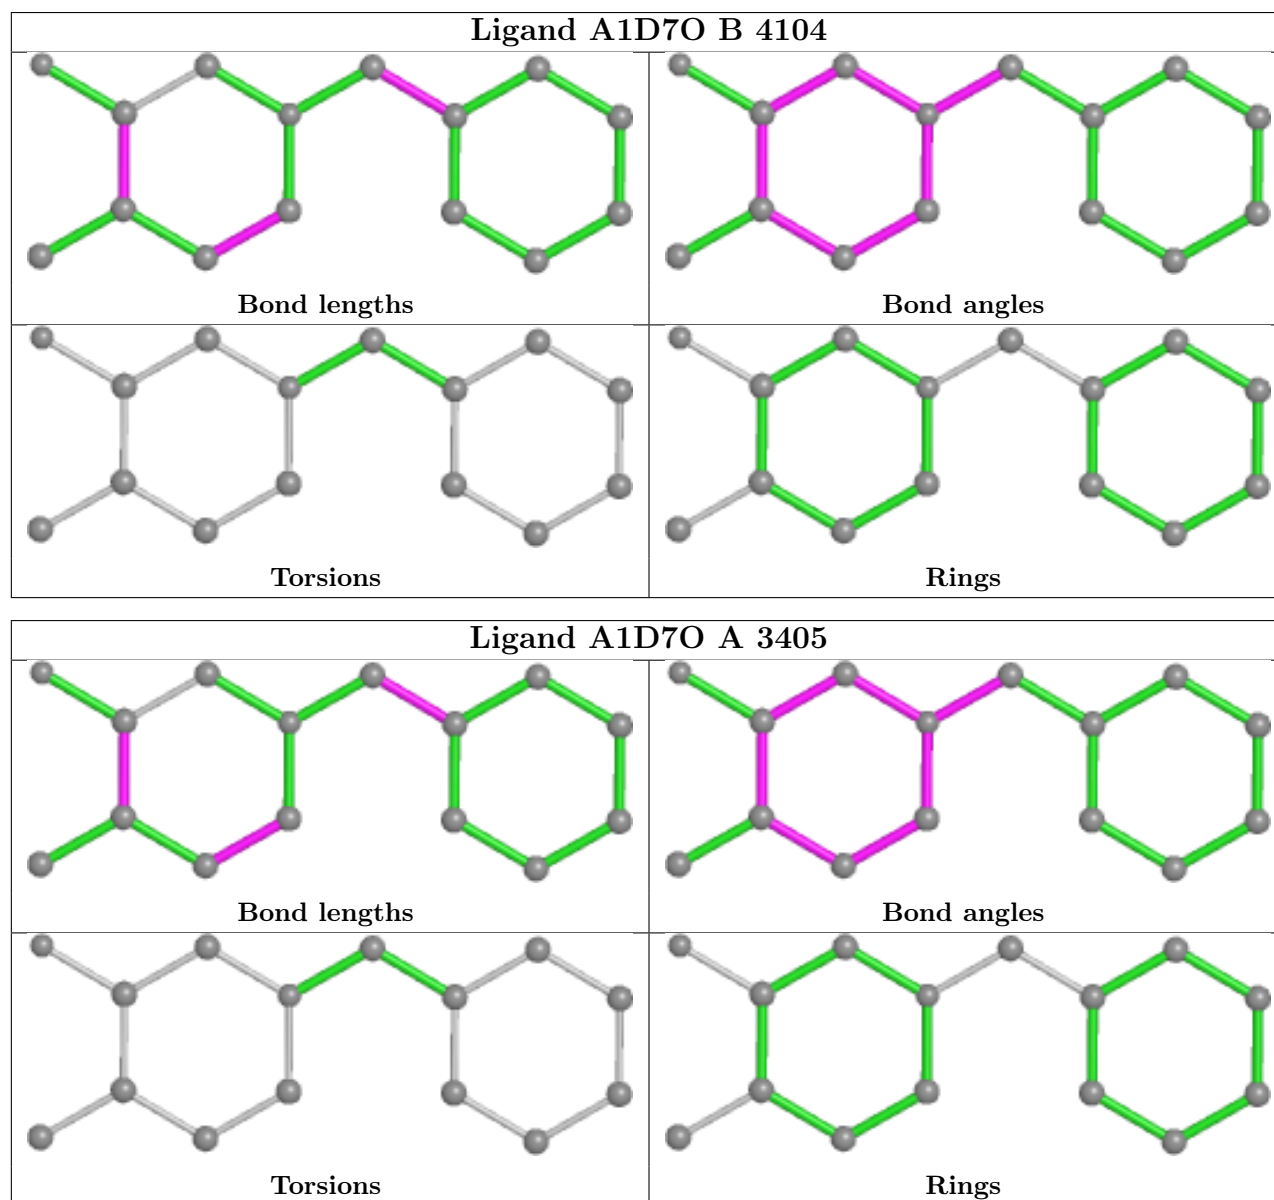 Ligand A1D7O B 4104
Bond lengths
Bond angles
Torsions
Rings
Ligand A1D7O A 3405
Bond lengths
Bond angles
Torsions
Rings